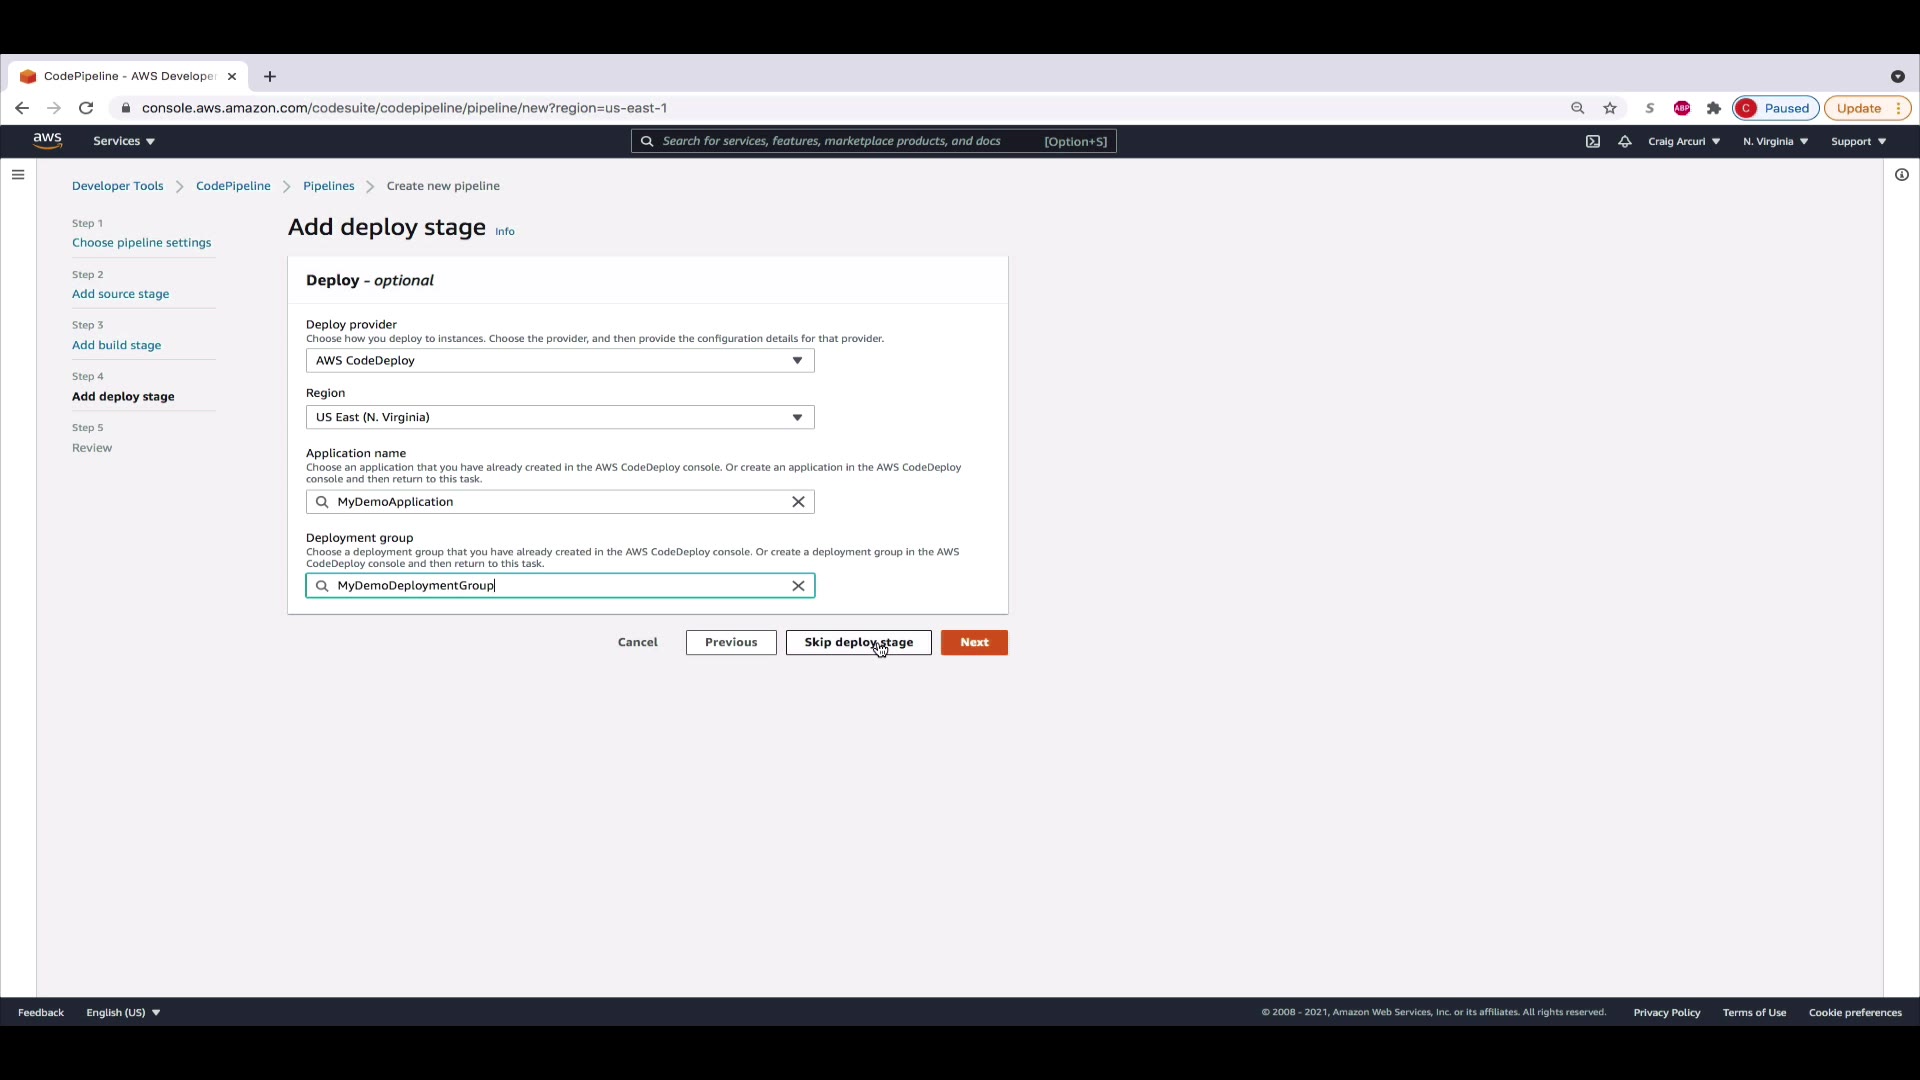 CodePipeline - AWS Develope
console.aws.amazon.com/codesuite/codepipeline/pipeline/new?region=us-east-1
S
ABP
C Paused
Update
aws
Services
Search for services, features, marketplace products, and docs
[Option+S]
Craig Arcuri
N. Virginia
Support
Developer Tools
CodePipeline
Pipelines
Create new pipeline
Step 1
Choose pipeline settings
Step 2
Add source stage
Step 3
Add build stage
Step 4
Add deploy stage
Step 5
Review
Add deploy stage Info
Deploy - optional
Deploy provider
Choose how you deploy to instances. Choose the provider, and then provide the configuration details for that provider.
AWS CodeDeploy
Region
US East (N. Virginia)
Application name
Choose an application that you have already created in the AWS CodeDeploy console. Or create an application in the AWS CodeDeploy
console and then return to this task.
MyDemoApplication
Deployment group
Choose a deployment group that you have already created in the AWS CodeDeploy console. Or create a deployment group in the AWS
CodeDeploy console and then return to this task.
MyDemoDeploymentGroup
Cancel
Previous
Skip deploy stage
Next
Feedback
English (US)
© 2008 - 2021, Amazon Web Services, Inc. or its affiliates. All rights reserved.
Privacy Policy
Terms of Use
Cookie preferences